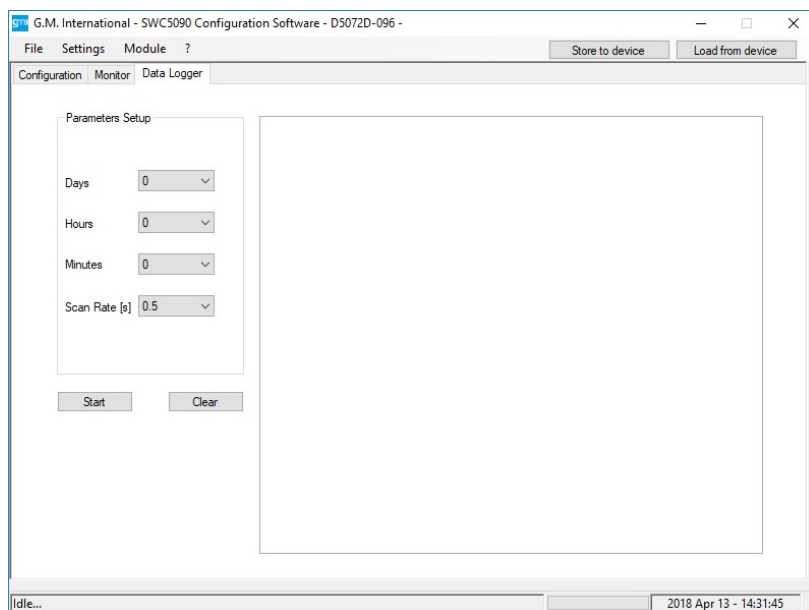 gmi G.M. International - SWC5090 Configuration Software - D5072D-096 -
File Settings Module ? Store to device Load from device
Configuration Monitor Data Logger
Parameters Setup
Days 0
Hours 0
Minutes 0
Scan Rate [s] 0.5
Start Clear
Idle... 2018 Apr 13 - 14:31:45